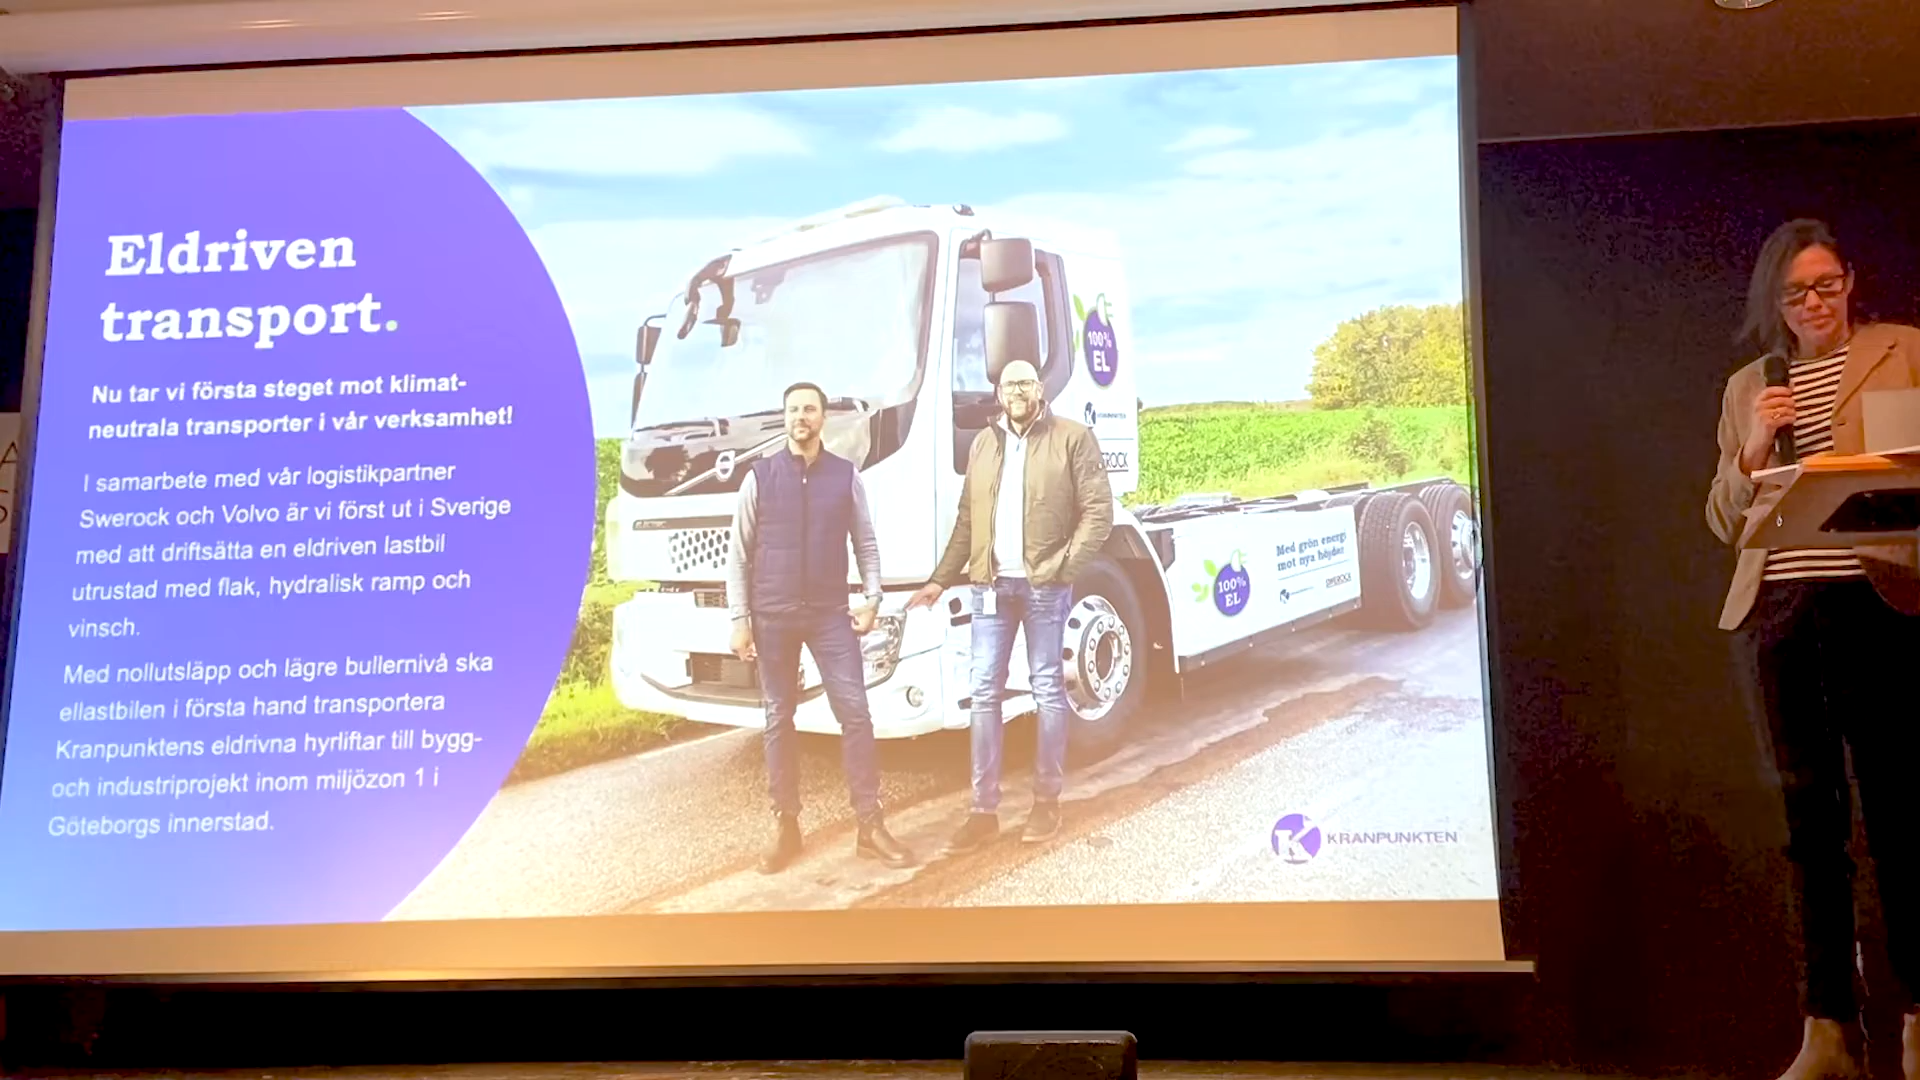 Eldriven
transport.
Nu tar vi första steget mot klimat-
neutrala transporter i vår verksamhet!
I samarbete med vår logistikpartner
Swerock och Volvo är vi först ut i Sverige
med att driftsätta en eldriven lastbil
utrustad med flak, hydralisk ramp och
vinsch.
Med nollutsläpp och lägre bullernivå ska
ellastbilen i första hand transportera
Kranpunktens eldrivna hyrliftar till bygg-
och industriprojekt inom miljözon 1 i
Göteborgs innerstad.
100%
EL
KRANPUNKTEN
ELECTRIC
100%
EL
Med grön energi
mot nya höjder
SWEROCK
K KRANPUNKTEN